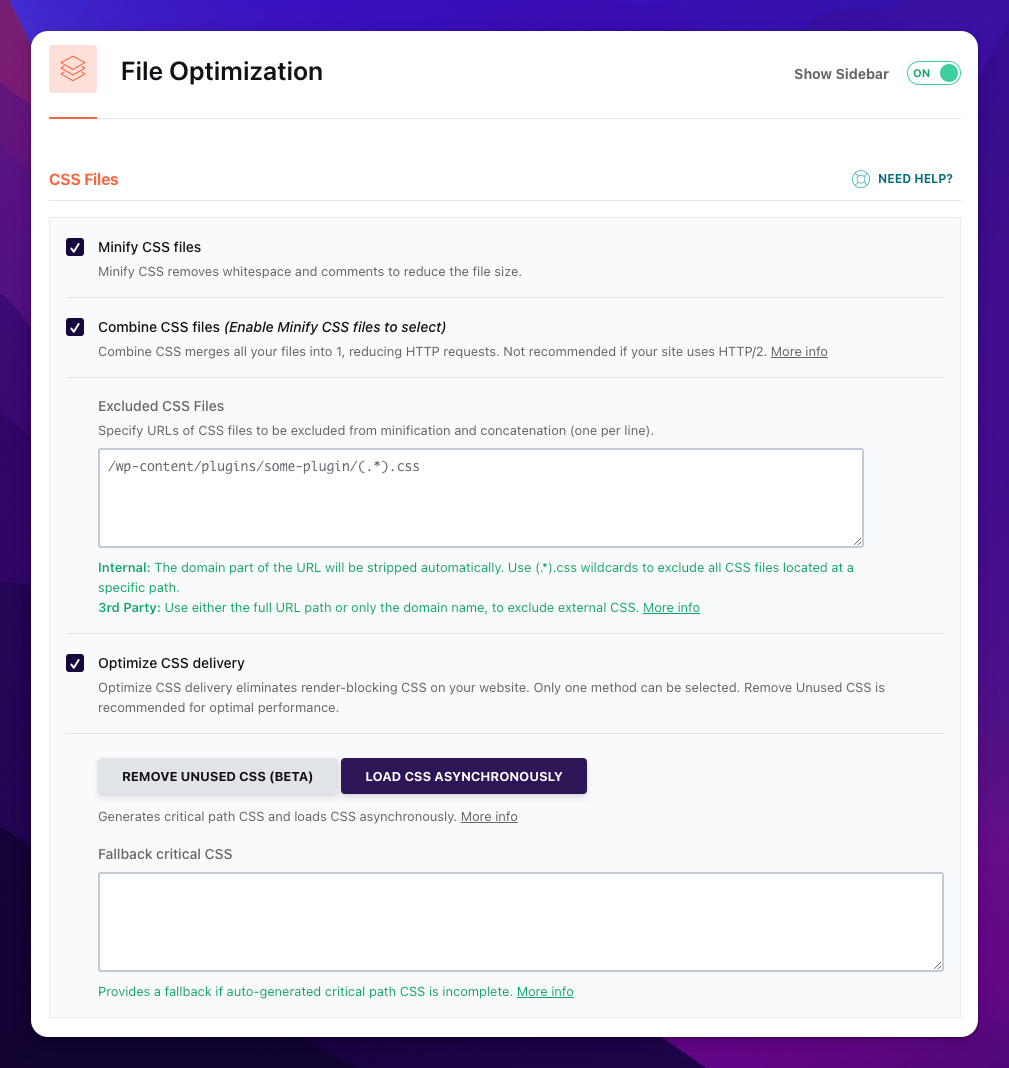 File Optimization
Show Sidebar
ON
CSS Files
NEED HELP?
Minify CSS files
Minify CSS removes whitespace and comments to reduce the file size.
Combine CSS files (Enable Minify CSS files to select)
Combine CSS merges all your files into 1, reducing HTTP requests. Not recommended if your site uses HTTP/2. More info
Excluded CSS Files
Specify URLs of CSS files to be excluded from minification and concatenation (one per line).
/wp-content/plugins/some-plugin/(.*).css
Internal: The domain part of the URL will be stripped automatically. Use (.*).css wildcards to exclude all CSS files located at a
specific path.
3rd Party: Use either the full URL path or only the domain name, to exclude external CSS. More info
Optimize CSS delivery
Optimize CSS delivery eliminates render-blocking CSS on your website. Only one method can be selected. Remove Unused CSS is
recommended for optimal performance.
REMOVE UNUSED CSS (BETA)
LOAD CSS ASYNCHRONOUSLY
Generates critical path CSS and loads CSS asynchronously. More info
Fallback critical CSS
Provides a fallback if auto-generated critical path CSS is incomplete. More info